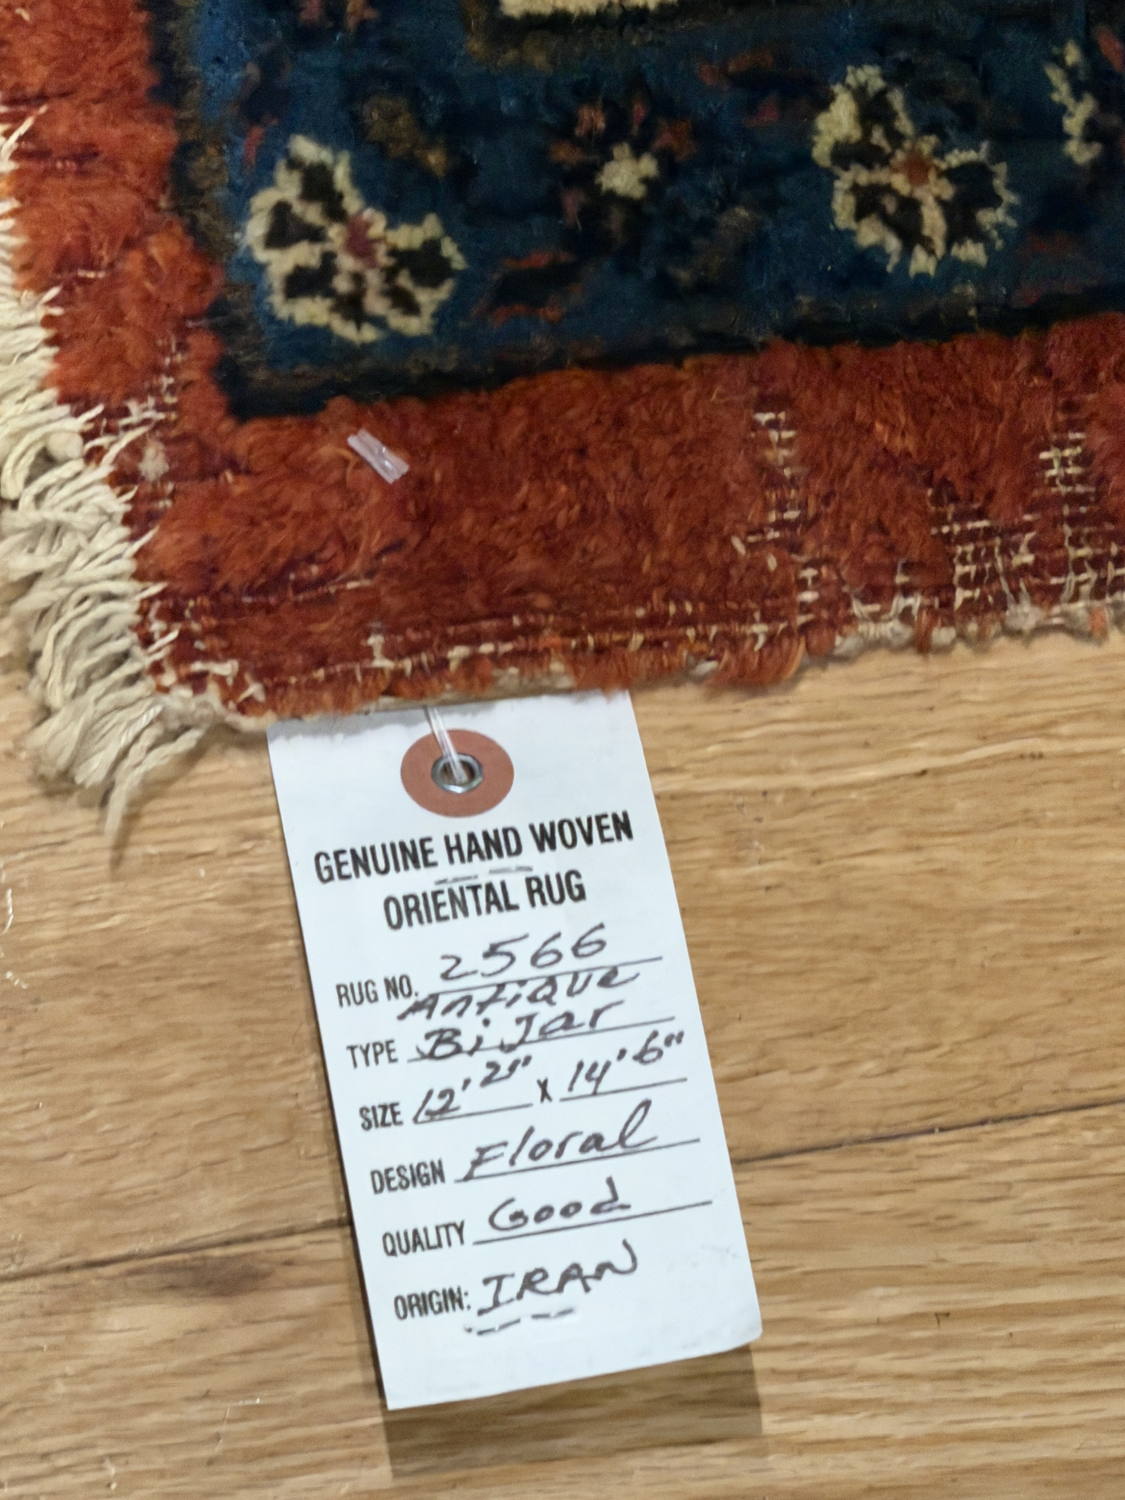 GENUINE HAND WOVEN
ORIENTAL RUG
RUG NO. 2566
Antique
TYPE Bijar
SIZE 12' 2" X 14' 6"
DESIGN Floral
QUALITY Good
ORIGIN: IRAN